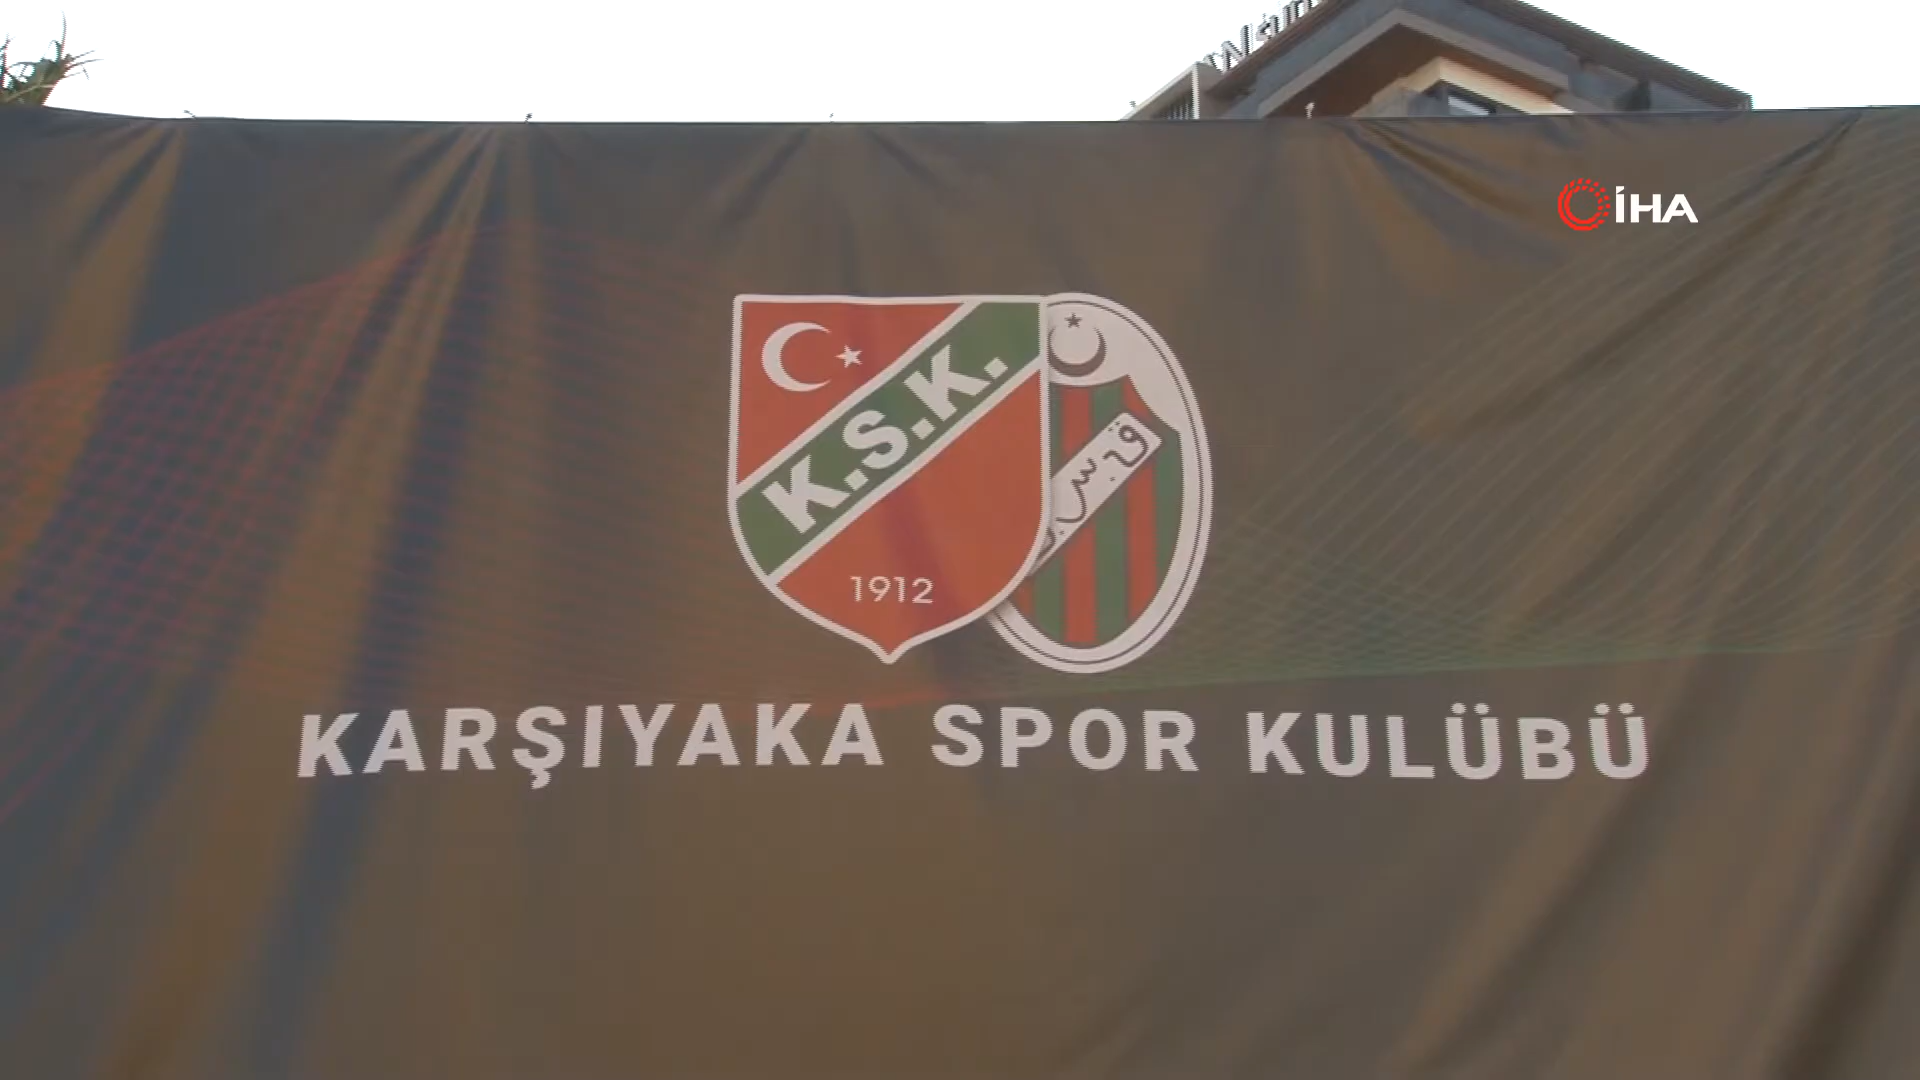 İHA
K.S.K.
ق.س.ق
1912
KARŞIYAKA SPOR KULÜBÜ